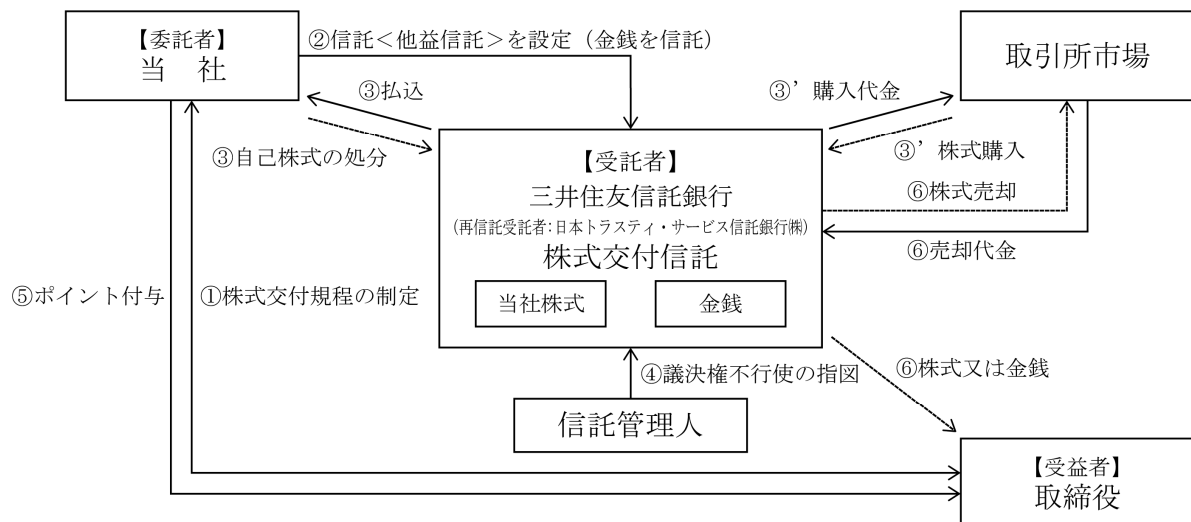 【委託者】
当　社
②信託＜他益信託＞を設定（金銭を信託）
取引所市場
③払込
③’購入代金
③自己株式の処分
③’株式購入
【受託者】
三井住友信託銀行
(再信託受託者:日本トラスティ・サービス信託銀行㈱)
株式交付信託
当社株式
金銭
⑥株式売却
⑥売却代金
⑤ポイント付与
①株式交付規程の制定
④議決権不行使の指図
⑥株式又は金銭
信託管理人
【受益者】
取締役